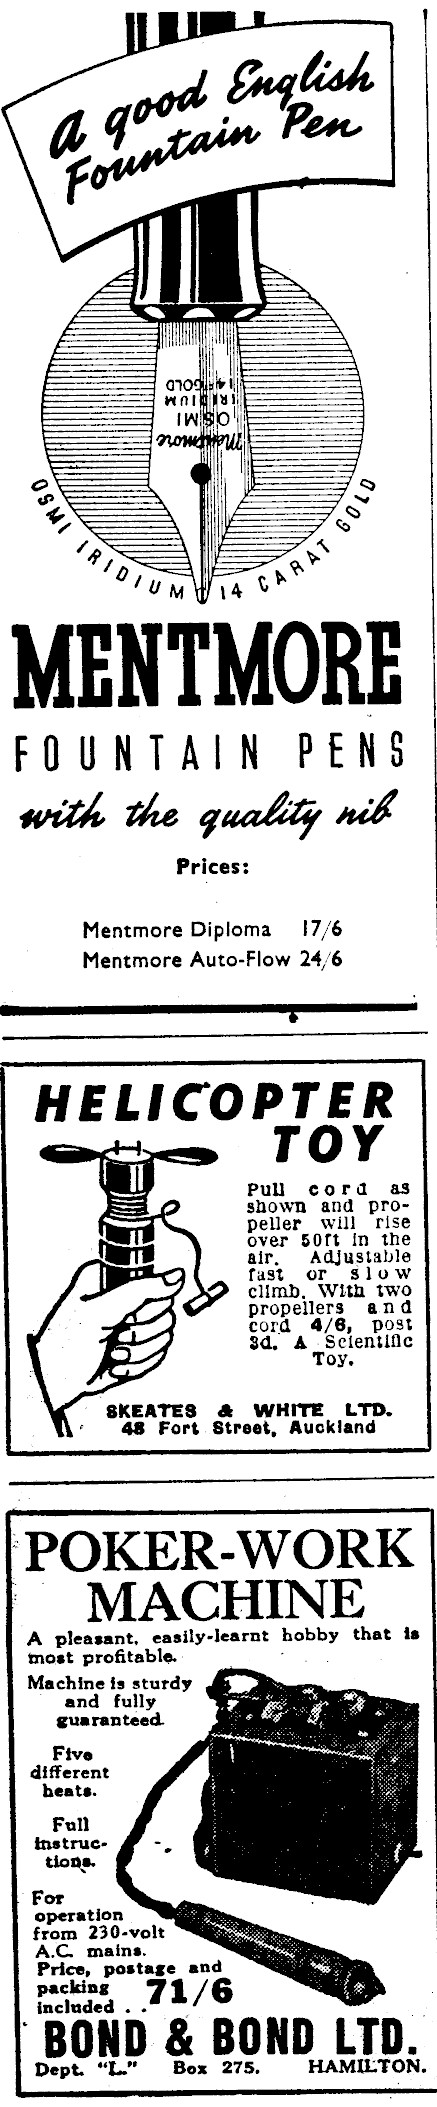 A good English
Fountain Pen
Mentmore
OSMI
IRIDIUM
14 CT GOLD
OSMI IRIDIUM 14 CARAT GOLD
MENTMORE
FOUNTAIN PENS
with the quality nib
Prices:
Mentmore Diploma 17/6
Mentmore Auto-Flow 24/6
HELICOPTER
TOY
Pull cord as
shown and pro-
peller will rise
over 50ft in the
air. Adjustable
fast or slow
climb. With two
propellers and
cord 4/6, post
3d. A Scientific
Toy.
SKEATES & WHITE LTD.
48 Fort Street, Auckland
POKER-WORK
MACHINE
A pleasant, easily-learnt hobby that is
most profitable.
Machine is sturdy
and fully
guaranteed.
Five
different
heats.
Full
instruc-
tions.
For
operation
from 230-volt
A.C. mains.
Price, postage and
packing
included . . 71/6
BOND & BOND LTD.
Dept. "L." Box 275. HAMILTON.